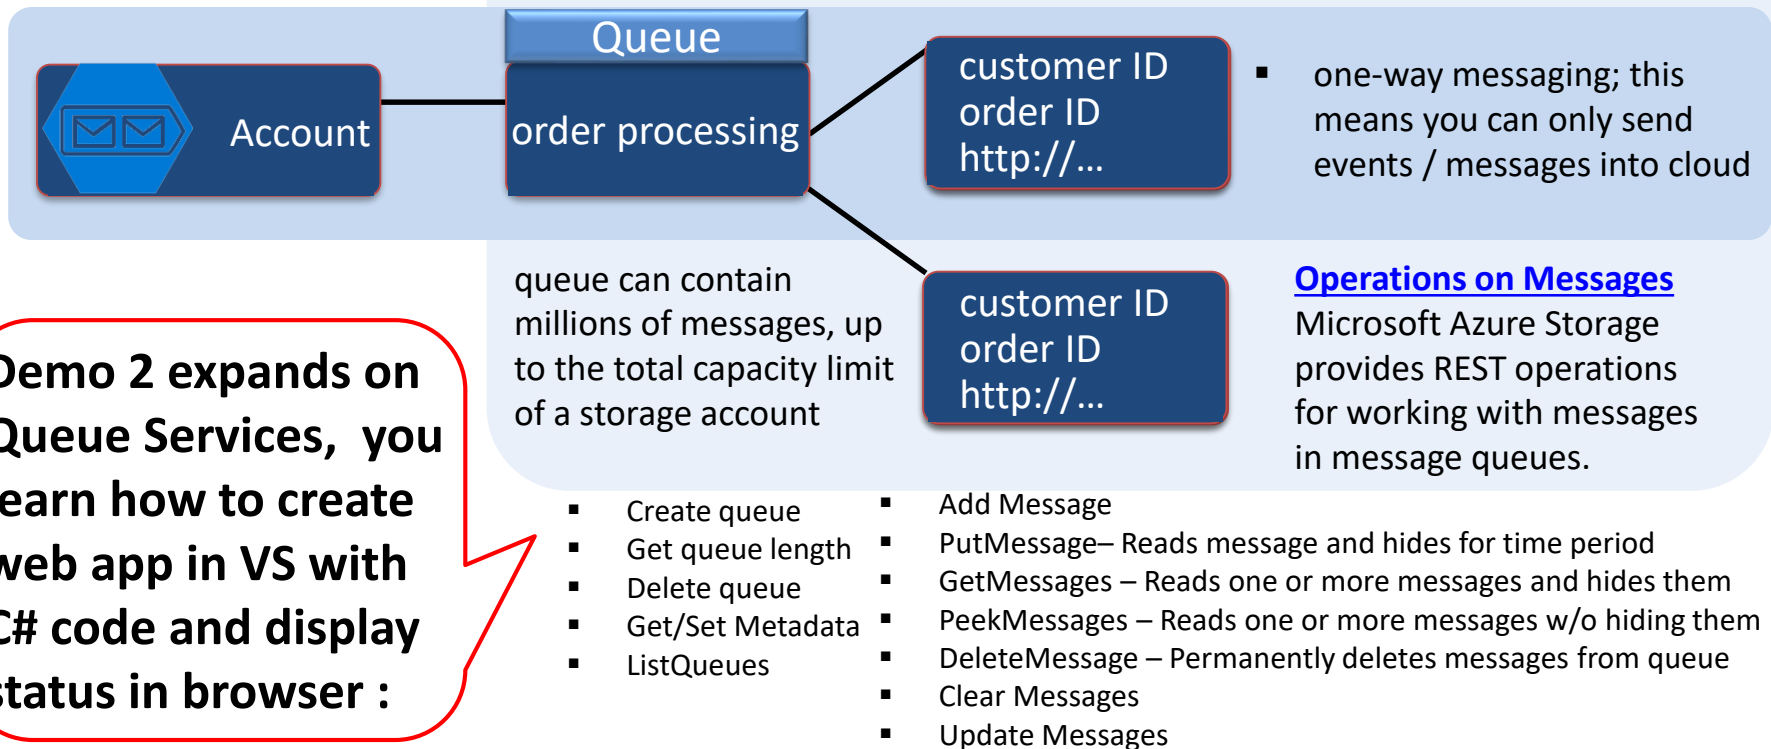 Queue
Account
order processing
customer ID
order ID
http://...
▪ one-way messaging; this
means you can only send
events / messages into cloud
queue can contain
millions of messages, up
to the total capacity limit
of a storage account
customer ID
order ID
http://...
Operations on Messages
Microsoft Azure Storage
provides REST operations
for working with messages
in message queues.
Demo 2 expands on
Queue Services, you
learn how to create
web app in VS with
C# code and display
status in browser :
▪ Create queue
▪ Get queue length
▪ Delete queue
▪ Get/Set Metadata
▪ ListQueues
▪ Add Message
▪ PutMessage– Reads message and hides for time period
▪ GetMessages – Reads one or more messages and hides them
▪ PeekMessages – Reads one or more messages w/o hiding them
▪ DeleteMessage – Permanently deletes messages from queue
▪ Clear Messages
▪ Update Messages